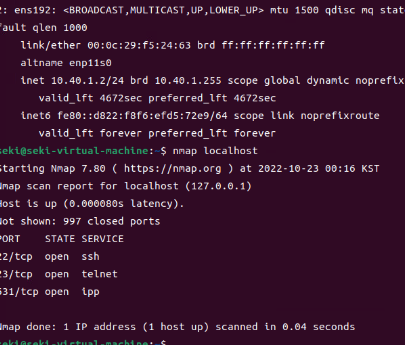 2: ens192: <BROADCAST,MULTICAST,UP,LOWER_UP> mtu 1500 qdisc mq stat
fault qlen 1000
link/ether 00:0c:29:f5:24:63 brd ff:ff:ff:ff:ff:ff
altname enp11s0
inet 10.40.1.2/24 brd 10.40.1.255 scope global dynamic noprefix
valid_lft 4672sec preferred_lft 4672sec
inet6 fe80::d822:f8f6:efd5:72e9/64 scope link noprefixroute
valid_lft forever preferred_lft forever
seki@seki-virtual-machine:~$ nmap localhost
Starting Nmap 7.80 ( https://nmap.org ) at 2022-10-23 00:16 KST
Nmap scan report for localhost (127.0.0.1)
Host is up (0.000080s latency).
Not shown: 997 closed ports
PORT STATE SERVICE
22/tcp open ssh
23/tcp open telnet
631/tcp open ipp
Nmap done: 1 IP address (1 host up) scanned in 0.04 seconds
seki@seki-virtual-machine:~$